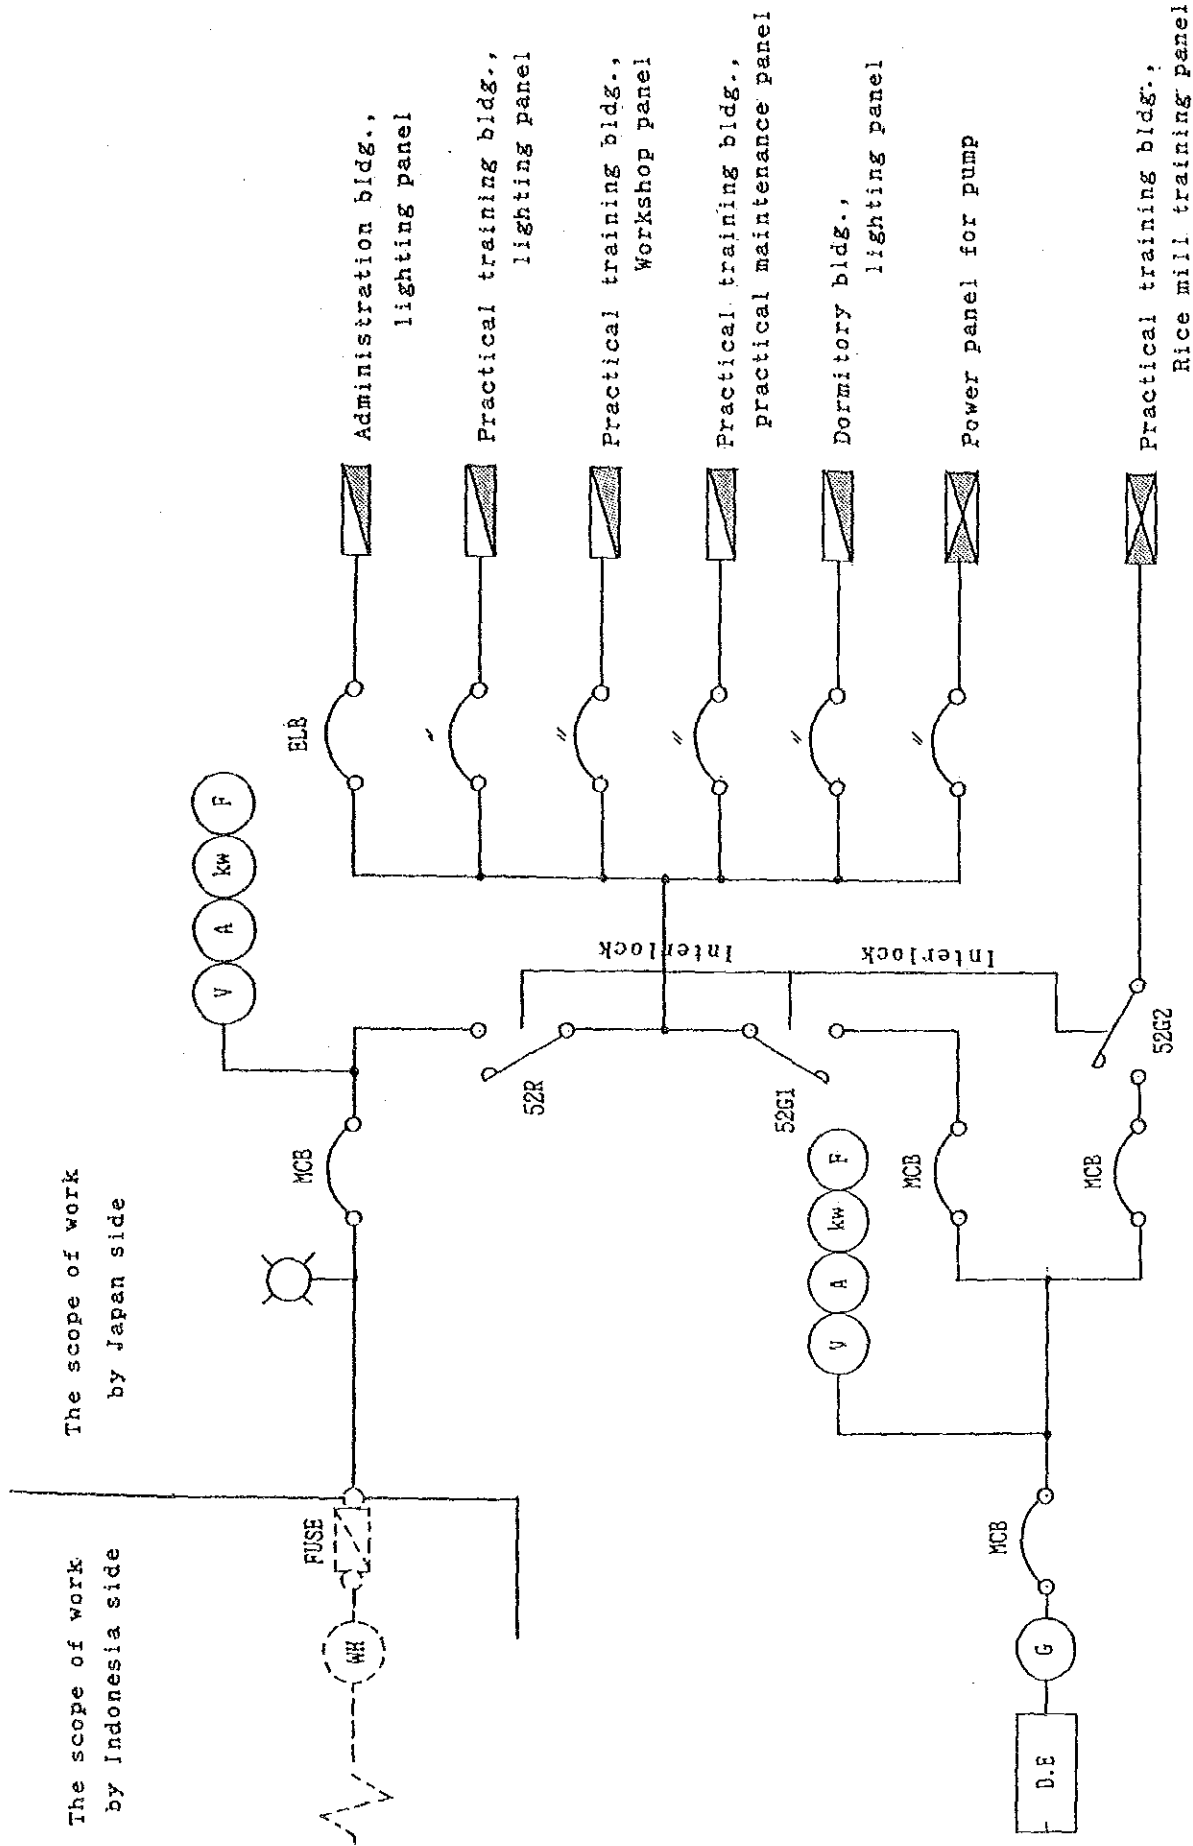 The scope of work
by Indonesia side
The scope of work
by Japan side
WH
FUSE
MCB
V
A
kw
F
ELB
〃
〃
〃
〃
52R
52G1
52G2
Interlock
Interlock
D.E
G
MCB
V
A
kw
F
MCB
MCB
Administration bldg.,
lighting panel
Practical training bldg.,
lighting panel
Practical training bldg.,
Workshop panel
Practical training bldg.,
practical maintenance panel
Dormitory bldg.,
lighting panel
Power panel for pump
Practical training bldg.,
Rice mill training panel